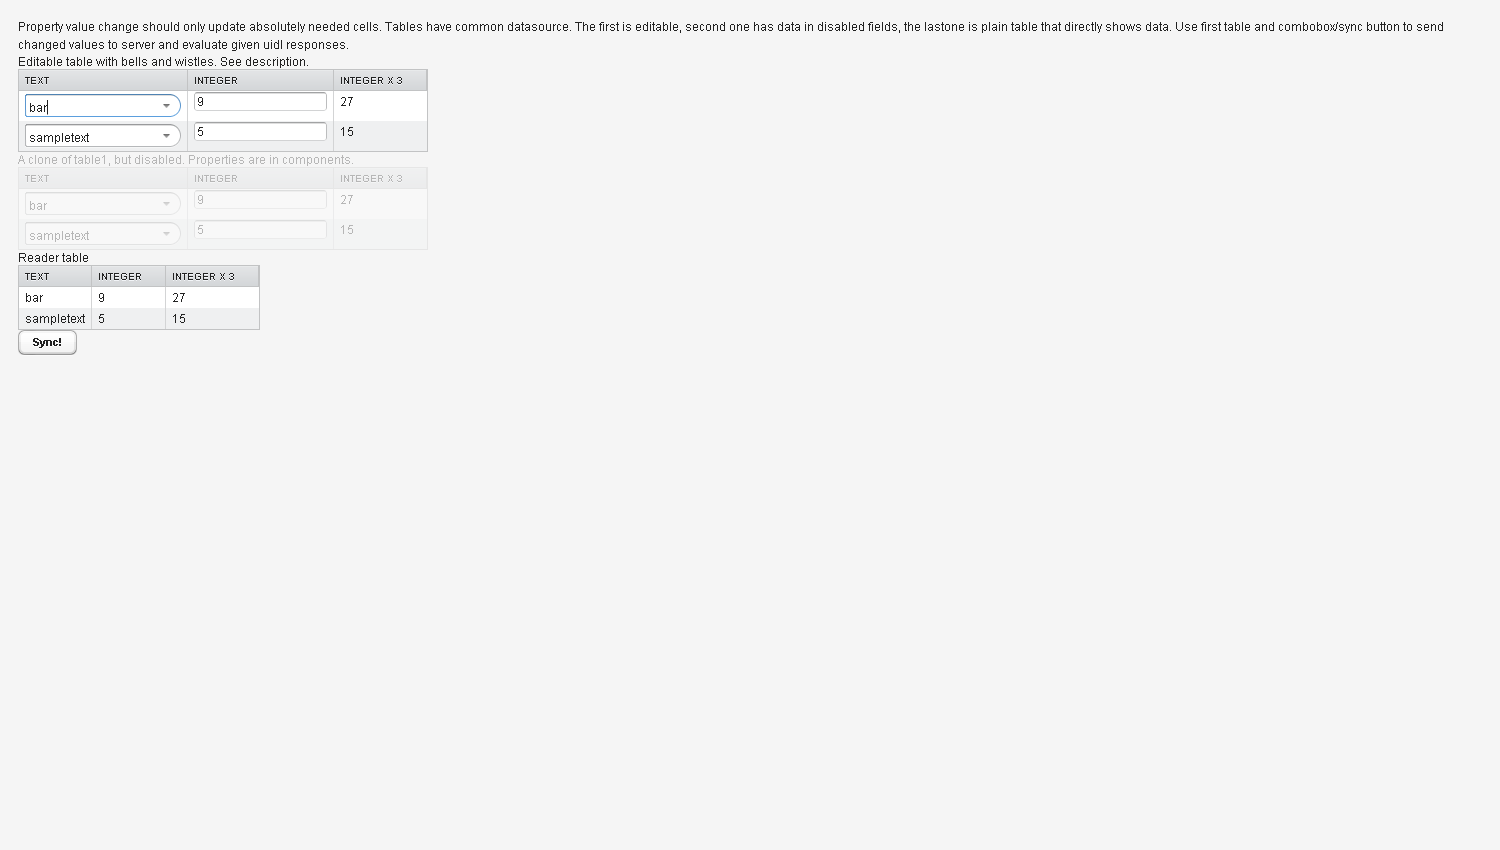 Property value change should only update absolutely needed cells. Tables have common datasource. The first is editable, second one has data in disabled fields, the lastone is plain table that directly shows data. Use first table and combobox/sync button to send
changed values to server and evaluate given uidl responses.
Editable table with bells and wistles. See description.
TEXT INTEGER INTEGER X 3
bar 9 27
sampletext 5 15
A clone of table1, but disabled. Properties are in components.
TEXT INTEGER INTEGER X 3
bar 9 27
sampletext 5 15
Reader table
TEXT INTEGER INTEGER X 3
bar 9 27
sampletext 5 15
Sync!